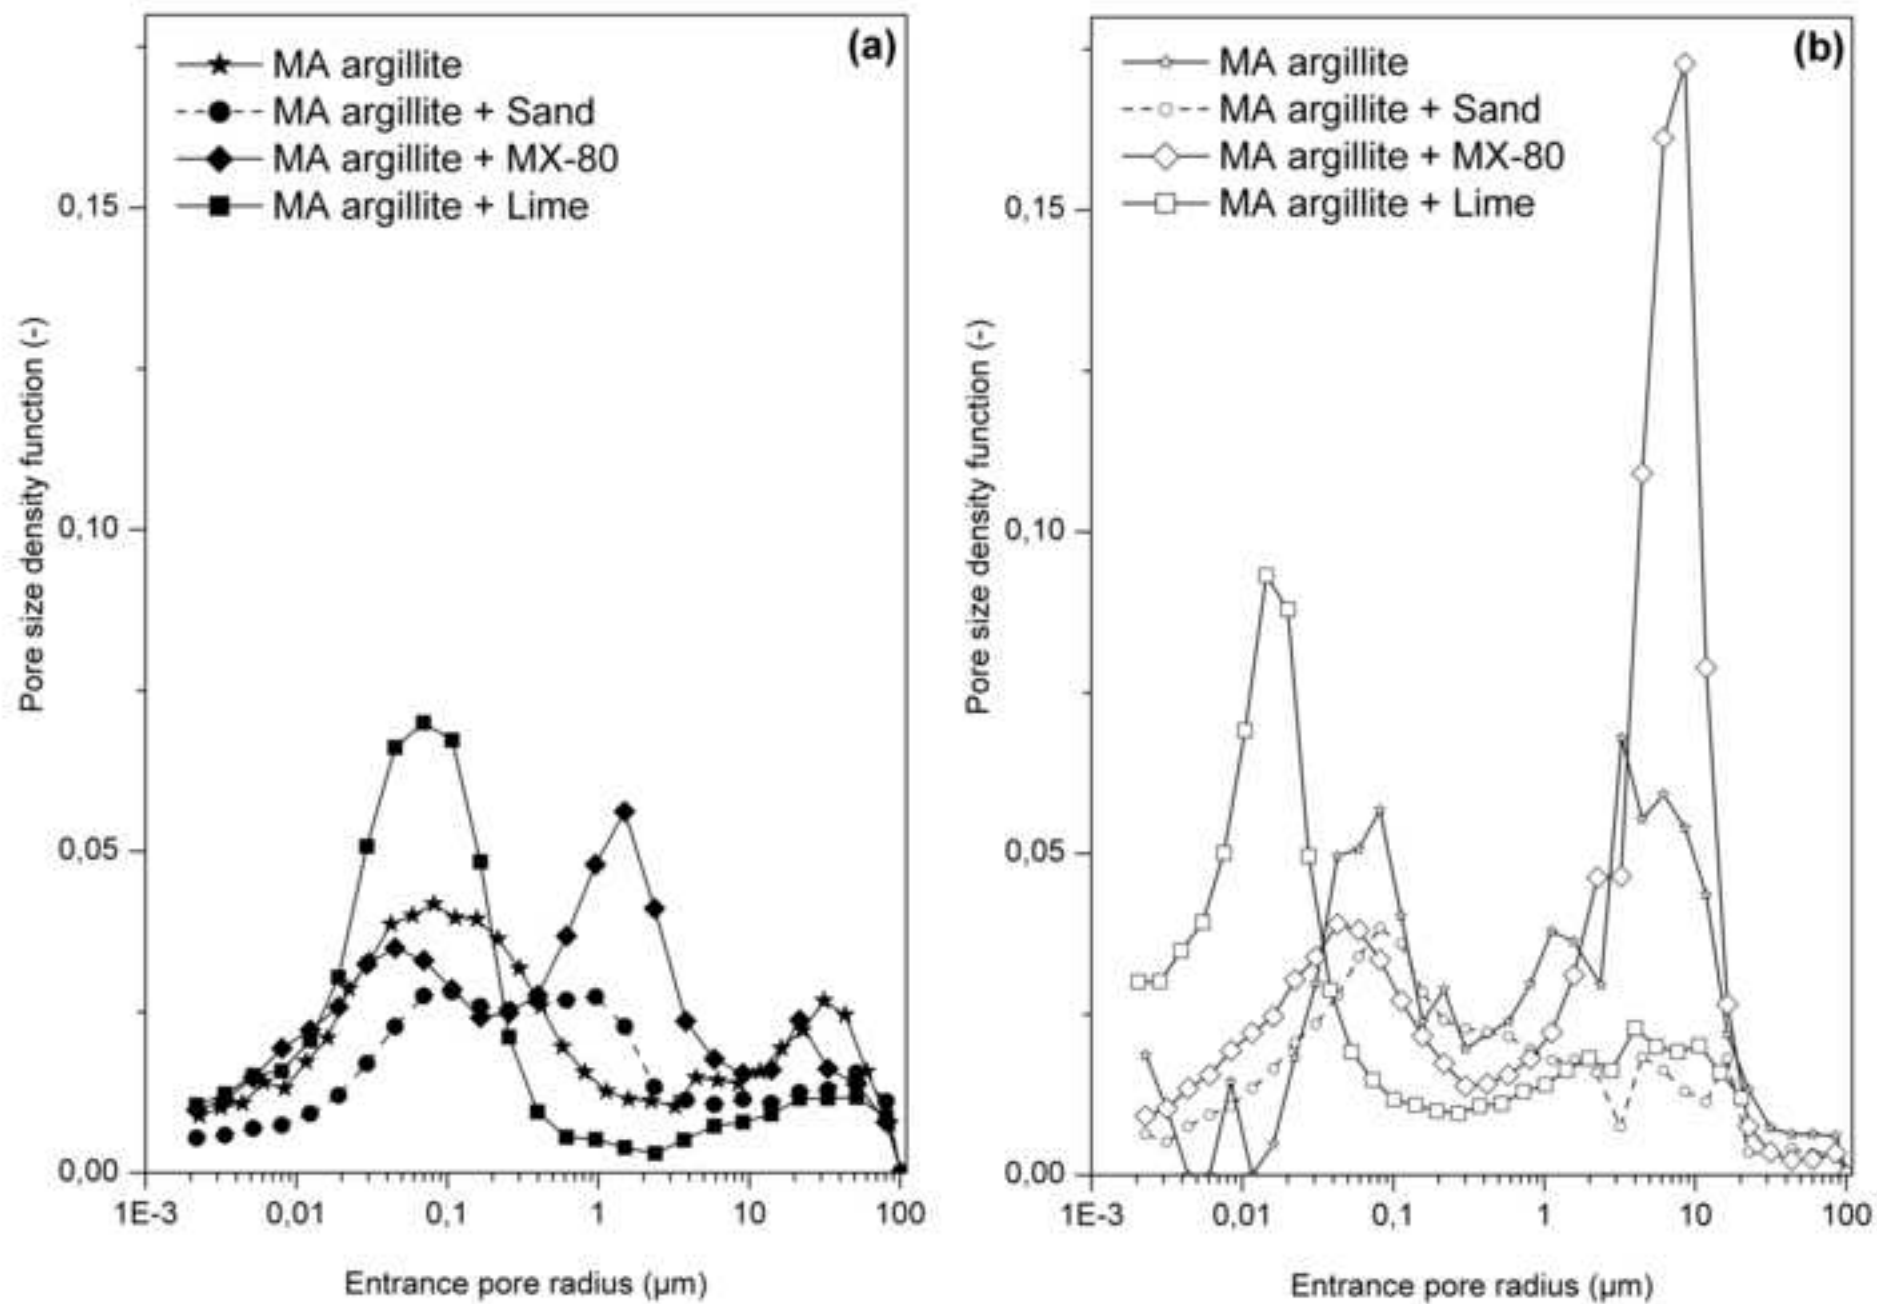 (a)
MA argillite
MA argillite + Sand
MA argillite + MX-80
MA argillite + Lime
Pore size density function (-)
0,15
0,10
0,05
0,00
1E-3 0,01 0,1 1 10 100
Entrance pore radius (µm)
(b)
MA argillite
MA argillite + Sand
MA argillite + MX-80
MA argillite + Lime
Pore size density function (-)
0,15
0,10
0,05
0,00
1E-3 0,01 0,1 1 10 100
Entrance pore radius (µm)